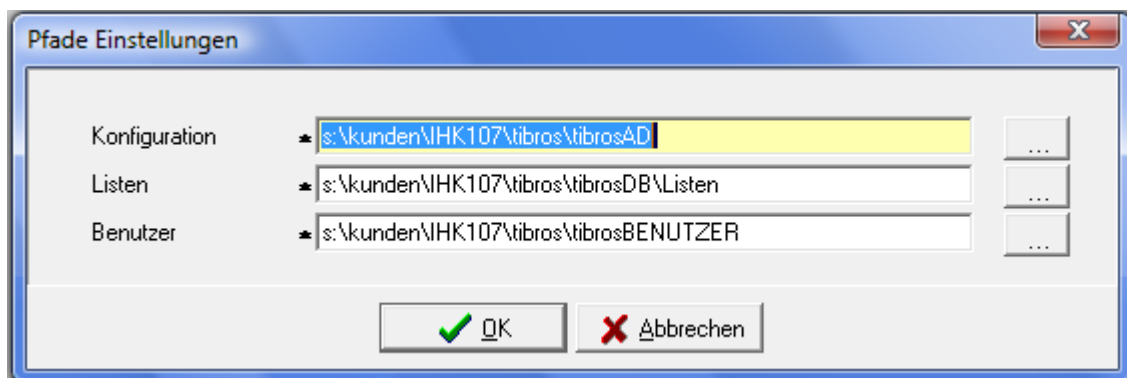 Pfade Einstellungen
Konfiguration * s:\kunden\IHK107\tibros\tibrosAD ...
Listen * s:\kunden\IHK107\tibros\tibrosDB\Listen ...
Benutzer * s:\kunden\IHK107\tibros\tibrosBENUTZER ...
OK Abbrechen